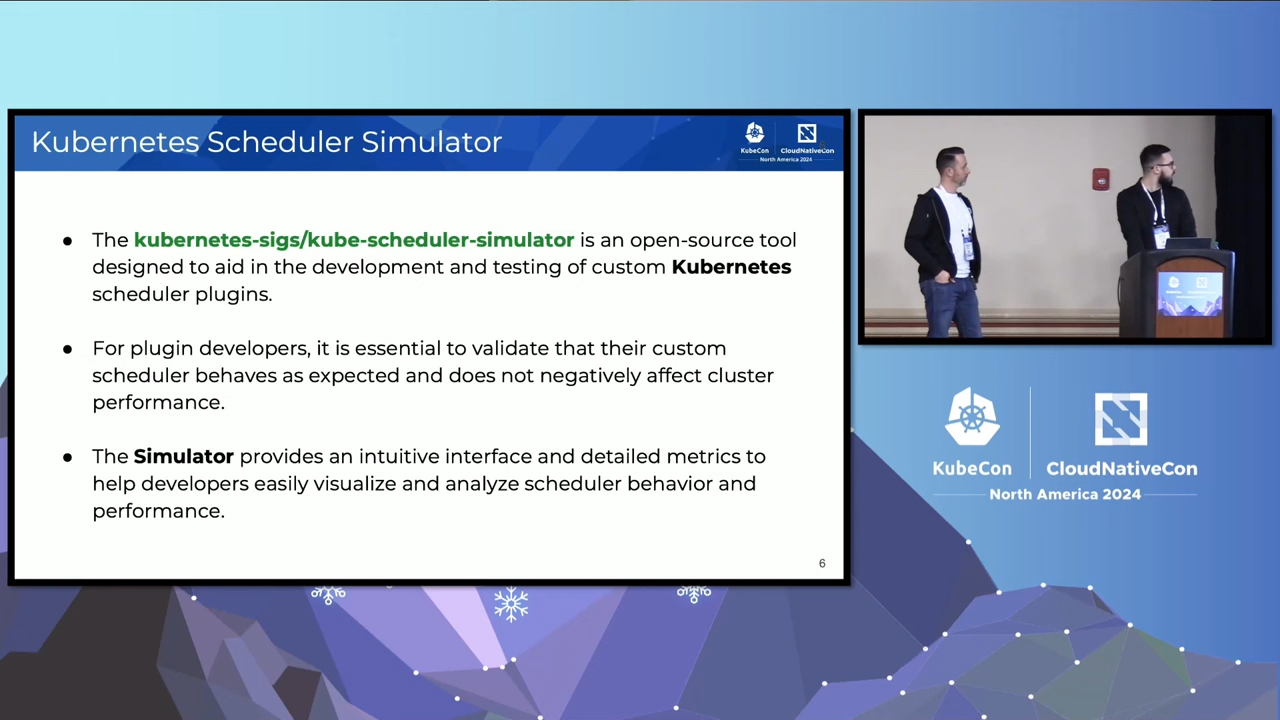 Kubernetes Scheduler Simulator
KubeCon
CloudNativeCon
North America 2024
● The kubernetes-sigs/kube-scheduler-simulator is an open-source tool
designed to aid in the development and testing of custom Kubernetes
scheduler plugins.
● For plugin developers, it is essential to validate that their custom
scheduler behaves as expected and does not negatively affect cluster
performance.
● The Simulator provides an intuitive interface and detailed metrics to
help developers easily visualize and analyze scheduler behavior and
performance.
6
KubeCon
CloudNativeCon
North America 2024